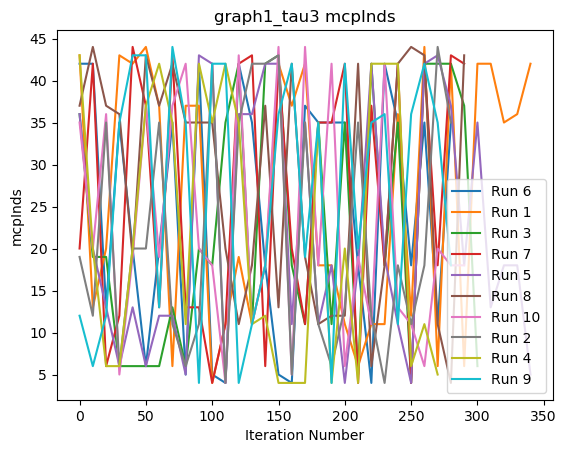 graph1_tau3 mcpInds
mcpInds
45
40
35
30
25
20
15
10
5
0
50
100
150
200
250
300
350
Iteration Number
Run 6
Run 1
Run 3
Run 7
Run 5
Run 8
Run 10
Run 2
Run 4
Run 9